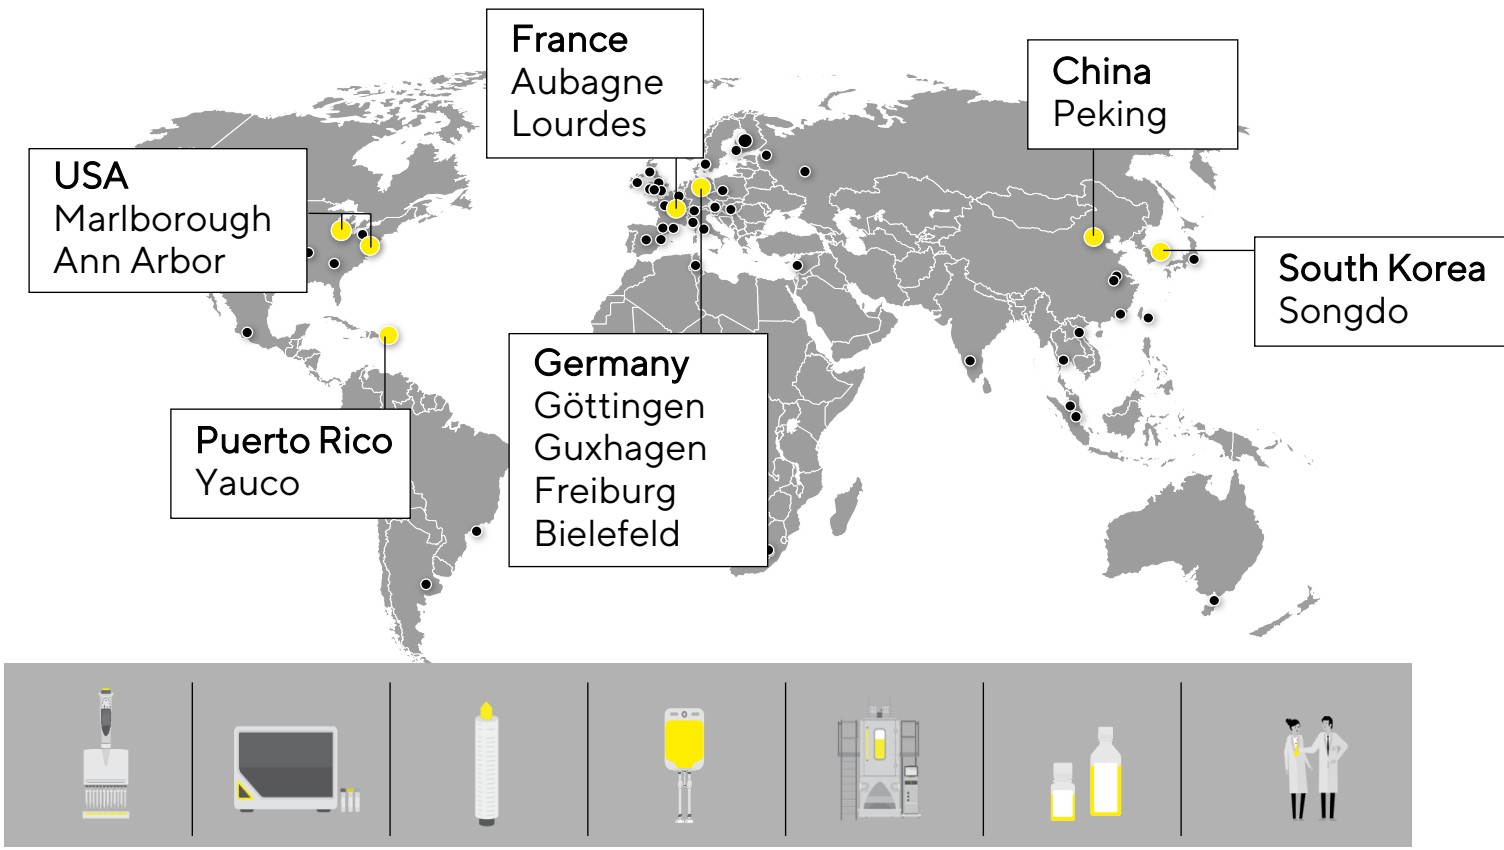 France
Aubagne
Lourdes
China
Peking
USA
Marlborough
Ann Arbor
South Korea
Songdo
Germany
Göttingen
Guxhagen
Freiburg
Bielefeld
Puerto Rico
Yauco